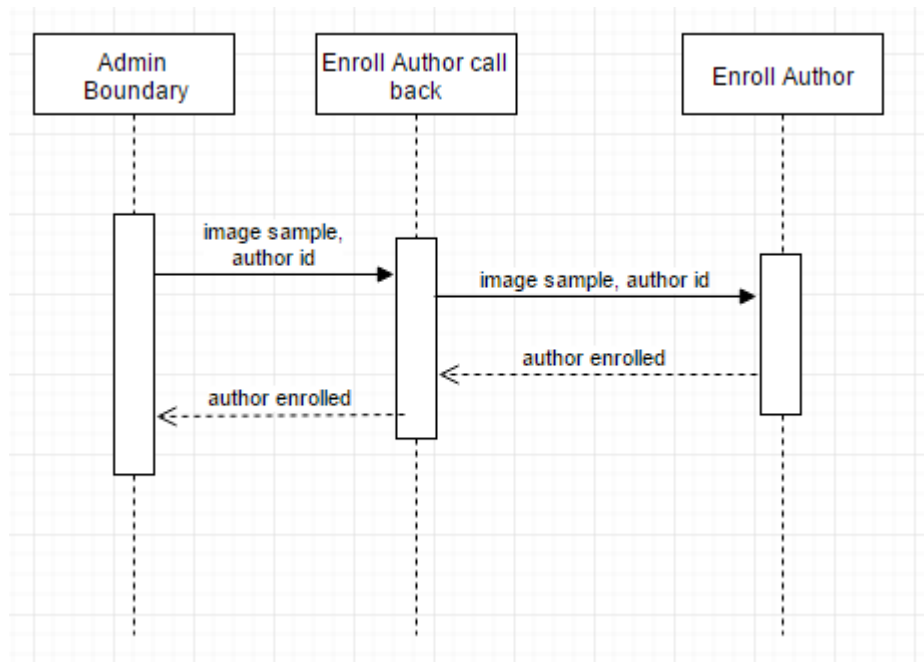 Admin
Boundary
Enroll Author call
back
Enroll Author
image sample,
author id
image sample, author id
author enrolled
author enrolled